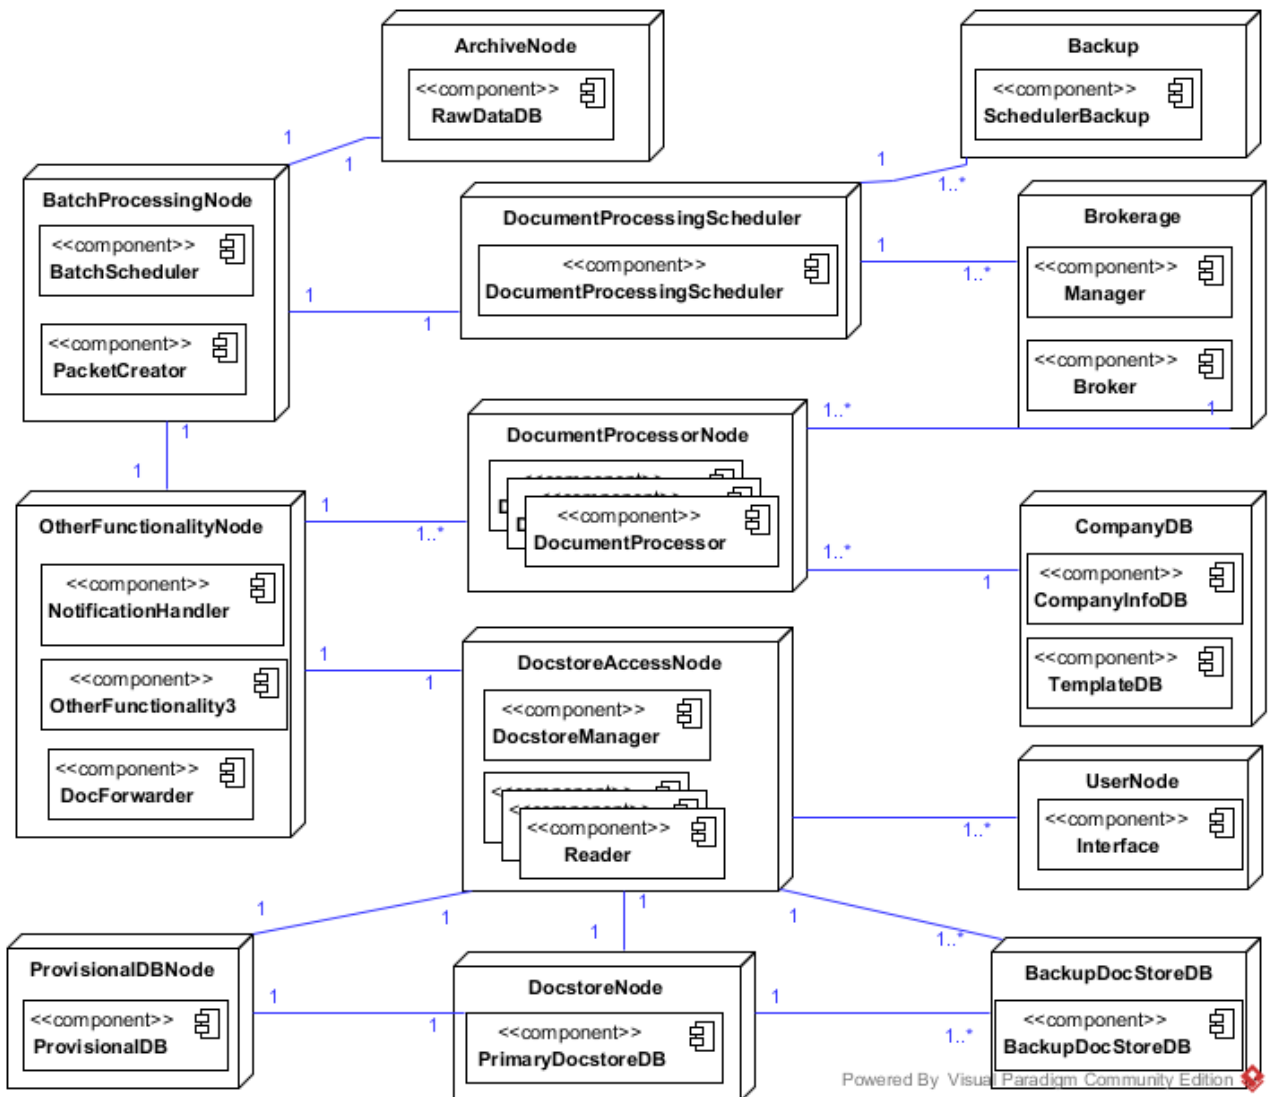 ArchiveNode
<<component>>
RawDataDB
Backup
<<component>>
SchedulerBackup
1
1
1
1..*
BatchProcessingNode
<<component>>
BatchScheduler
<<component>>
PacketCreator
DocumentProcessingScheduler
<<component>>
DocumentProcessingScheduler
1
1
1
1..*
Brokerage
<<component>>
Manager
<<component>>
Broker
1
1..*
1
1
DocumentProcessorNode
<<component>>
DocumentProcessor
OtherFunctionalityNode
<<component>>
NotificationHandler
<<component>>
OtherFunctionality3
<<component>>
DocForwarder
1
1..*
1..*
1
CompanyDB
<<component>>
CompanyInfoDB
<<component>>
TemplateDB
1
1
DocstoreAccessNode
<<component>>
DocstoreManager
<<component>>
Reader
1..*
UserNode
<<component>>
Interface
1
1
1
1
1
1..*
ProvisionalDBNode
<<component>>
ProvisionalDB
1
1
DocstoreNode
<<component>>
PrimaryDocstoreDB
1
1..*
BackupDocStoreDB
<<component>>
BackupDocStoreDB
Powered By Visual Paradigm Community Edition